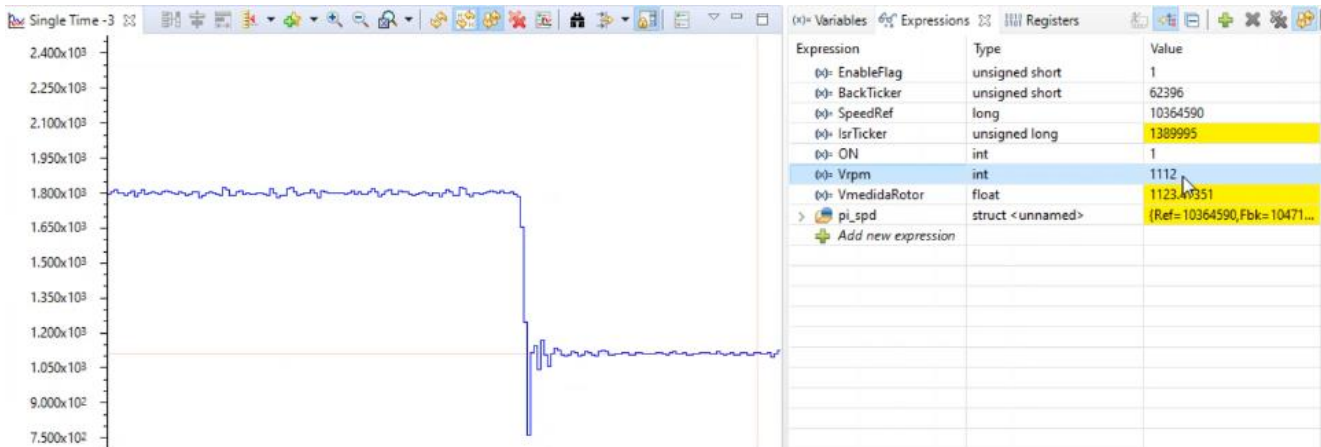 Single Time -3
2.400x10³
2.250x10³
2.100x10³
1.950x10³
1.800x10³
1.650x10³
1.500x10³
1.350x10³
1.200x10³
1.050x10³
9.000x10²
7.500x10²
(x)= Variables Expressions Registers
Expression Type Value
(x)= EnableFlag unsigned short 1
(x)= BackTicker unsigned short 62396
(x)= SpeedRef long 10364590
(x)= IsrTicker unsigned long 1389995
(x)= ON int 1
(x)= Vrpm int 1112
(x)= VmedidaRotor float
pi_spd struct <unnamed> {Ref=10364590,Fbk=10471...
Add new expression